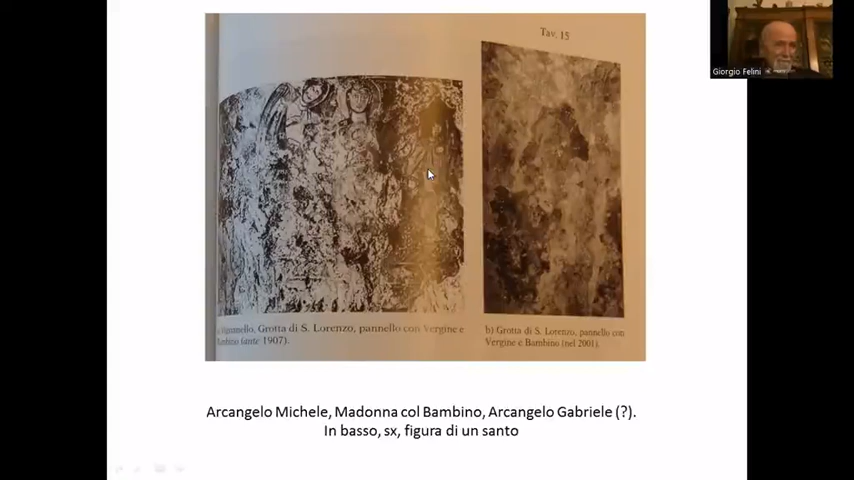 Tav. 15
Giorgio Felini
Grotta di S. Lorenzo, pannello con Vergine e
Bambino (ante 1907).
b) Grotta di S. Lorenzo, pannello con
Vergine e Bambino (nel 2001).
Arcangelo Michele, Madonna col Bambino, Arcangelo Gabriele (?).
In basso, sx, figura di un santo